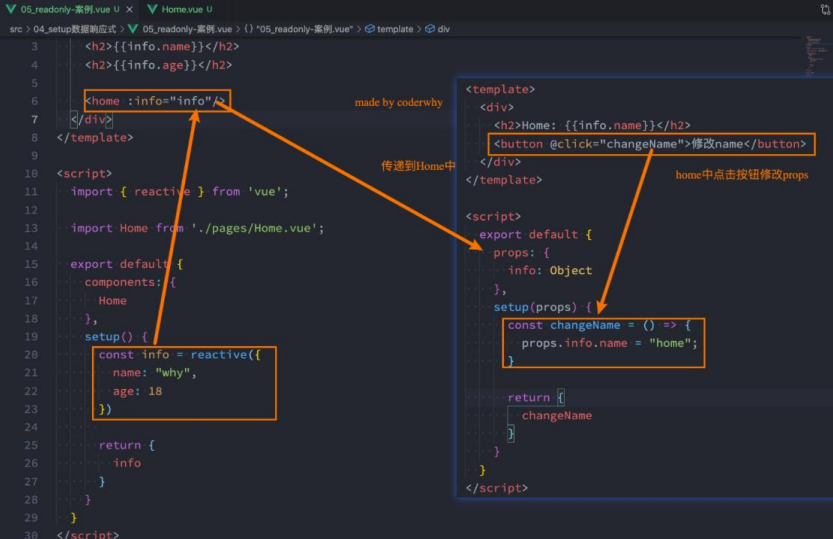 05_readonly-案例.vue U × Home.vue U
src > 04_setup数据响应式 > 05_readonly-案例.vue > {} "05_readonly-案例.vue" > template > div
3 <h2>{{info.name}}</h2>
4 <h2>{{info.age}}</h2>
5
6 <home :info="info"/>
7 </div>
8 </template>
9
10 <script>
11 import { reactive } from 'vue';
12
13 import Home from './pages/Home.vue';
14
15 export default {
16 components: {
17 Home
18 },
19 setup() {
20 const info = reactive({
21 name: "why",
22 age: 18
23 })
24
25 return {
26 info
27 }
28 }
29 }
30 </script>
made by coderwhy
传递到Home中
<template>
<div>
<h2>Home: {{info.name}}</h2>
<button @click="changeName">修改name</button>
</div>
</template>
home中点击按钮修改props
<script>
export default {
props: {
info: Object
},
setup(props) {
const changeName = () => {
props.info.name = "home";
}
return {
changeName
}
}
}
</script>